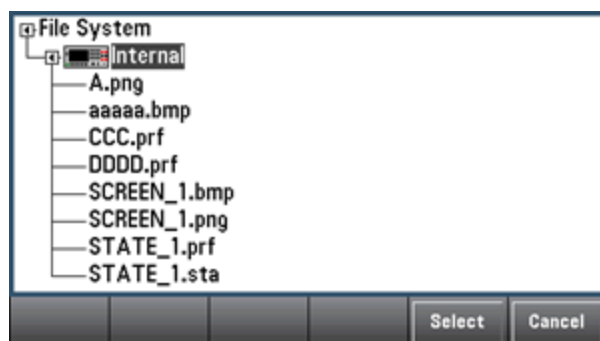 File System
Internal
A.png
aaaaa.bmp
CCC.prf
DDDD.prf
SCREEN_1.bmp
SCREEN_1.png
STATE_1.prf
STATE_1.sta
Select Cancel